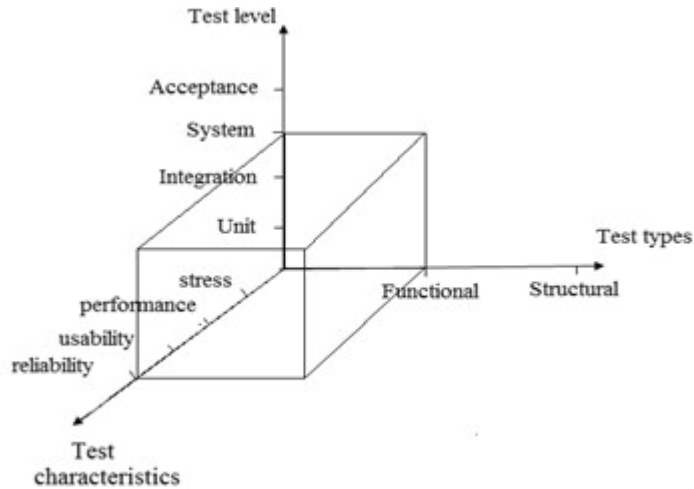 Test level
Acceptance
System
Integration
Unit
Test types
stress
Functional
Structural
performance
usability
reliability
Test
characteristics